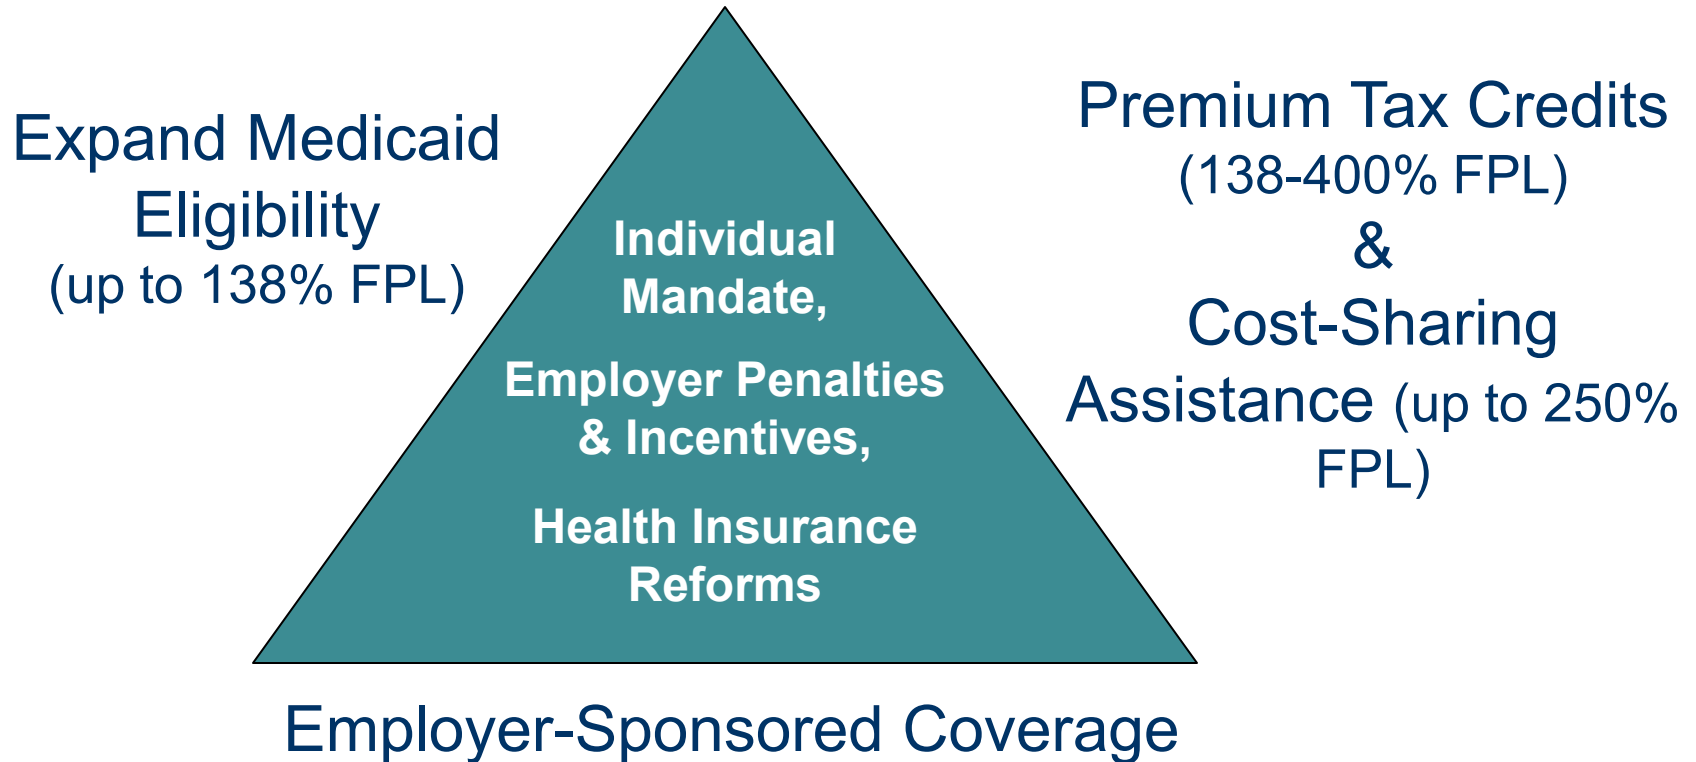 Expand Medicaid
Eligibility
(up to 138% FPL)
Individual
Mandate,
Employer Penalties
& Incentives,
Health Insurance
Reforms
Premium Tax Credits
(138-400% FPL)
&
Cost-Sharing
Assistance (up to 250%
FPL)
Employer-Sponsored Coverage